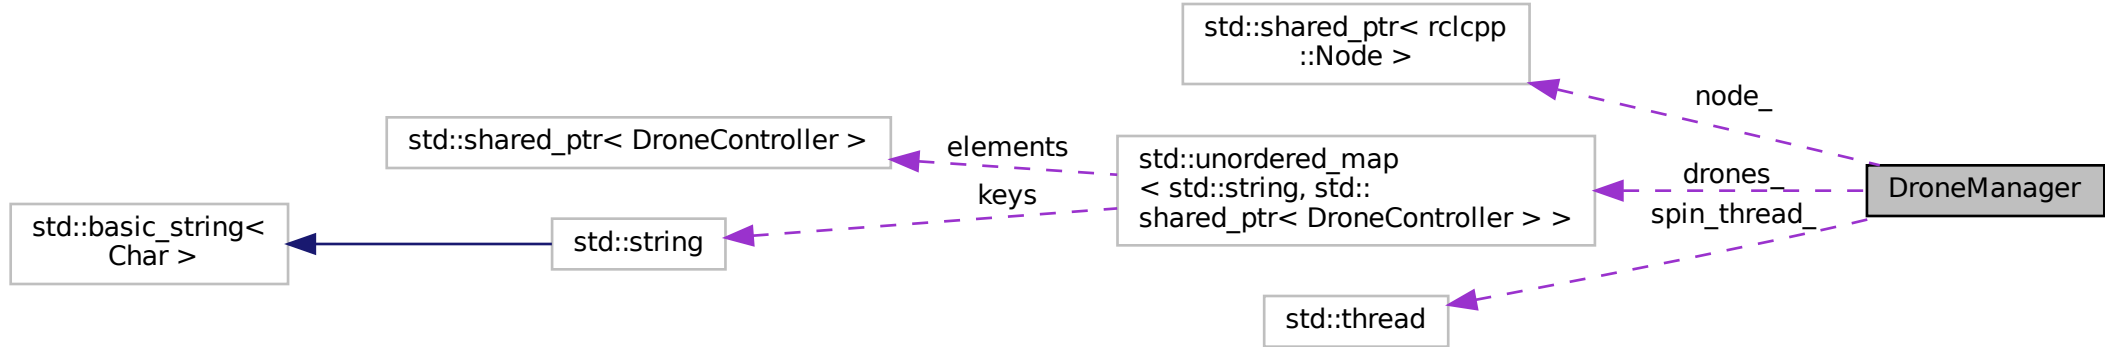 std::shared_ptr< rclcpp
::Node >
node_
std::shared_ptr< DroneController >
elements
std::unordered_map
< std::string, std::
shared_ptr< DroneController > >
drones_
DroneManager
keys
spin_thread_
std::basic_string<
Char >
std::string
std::thread